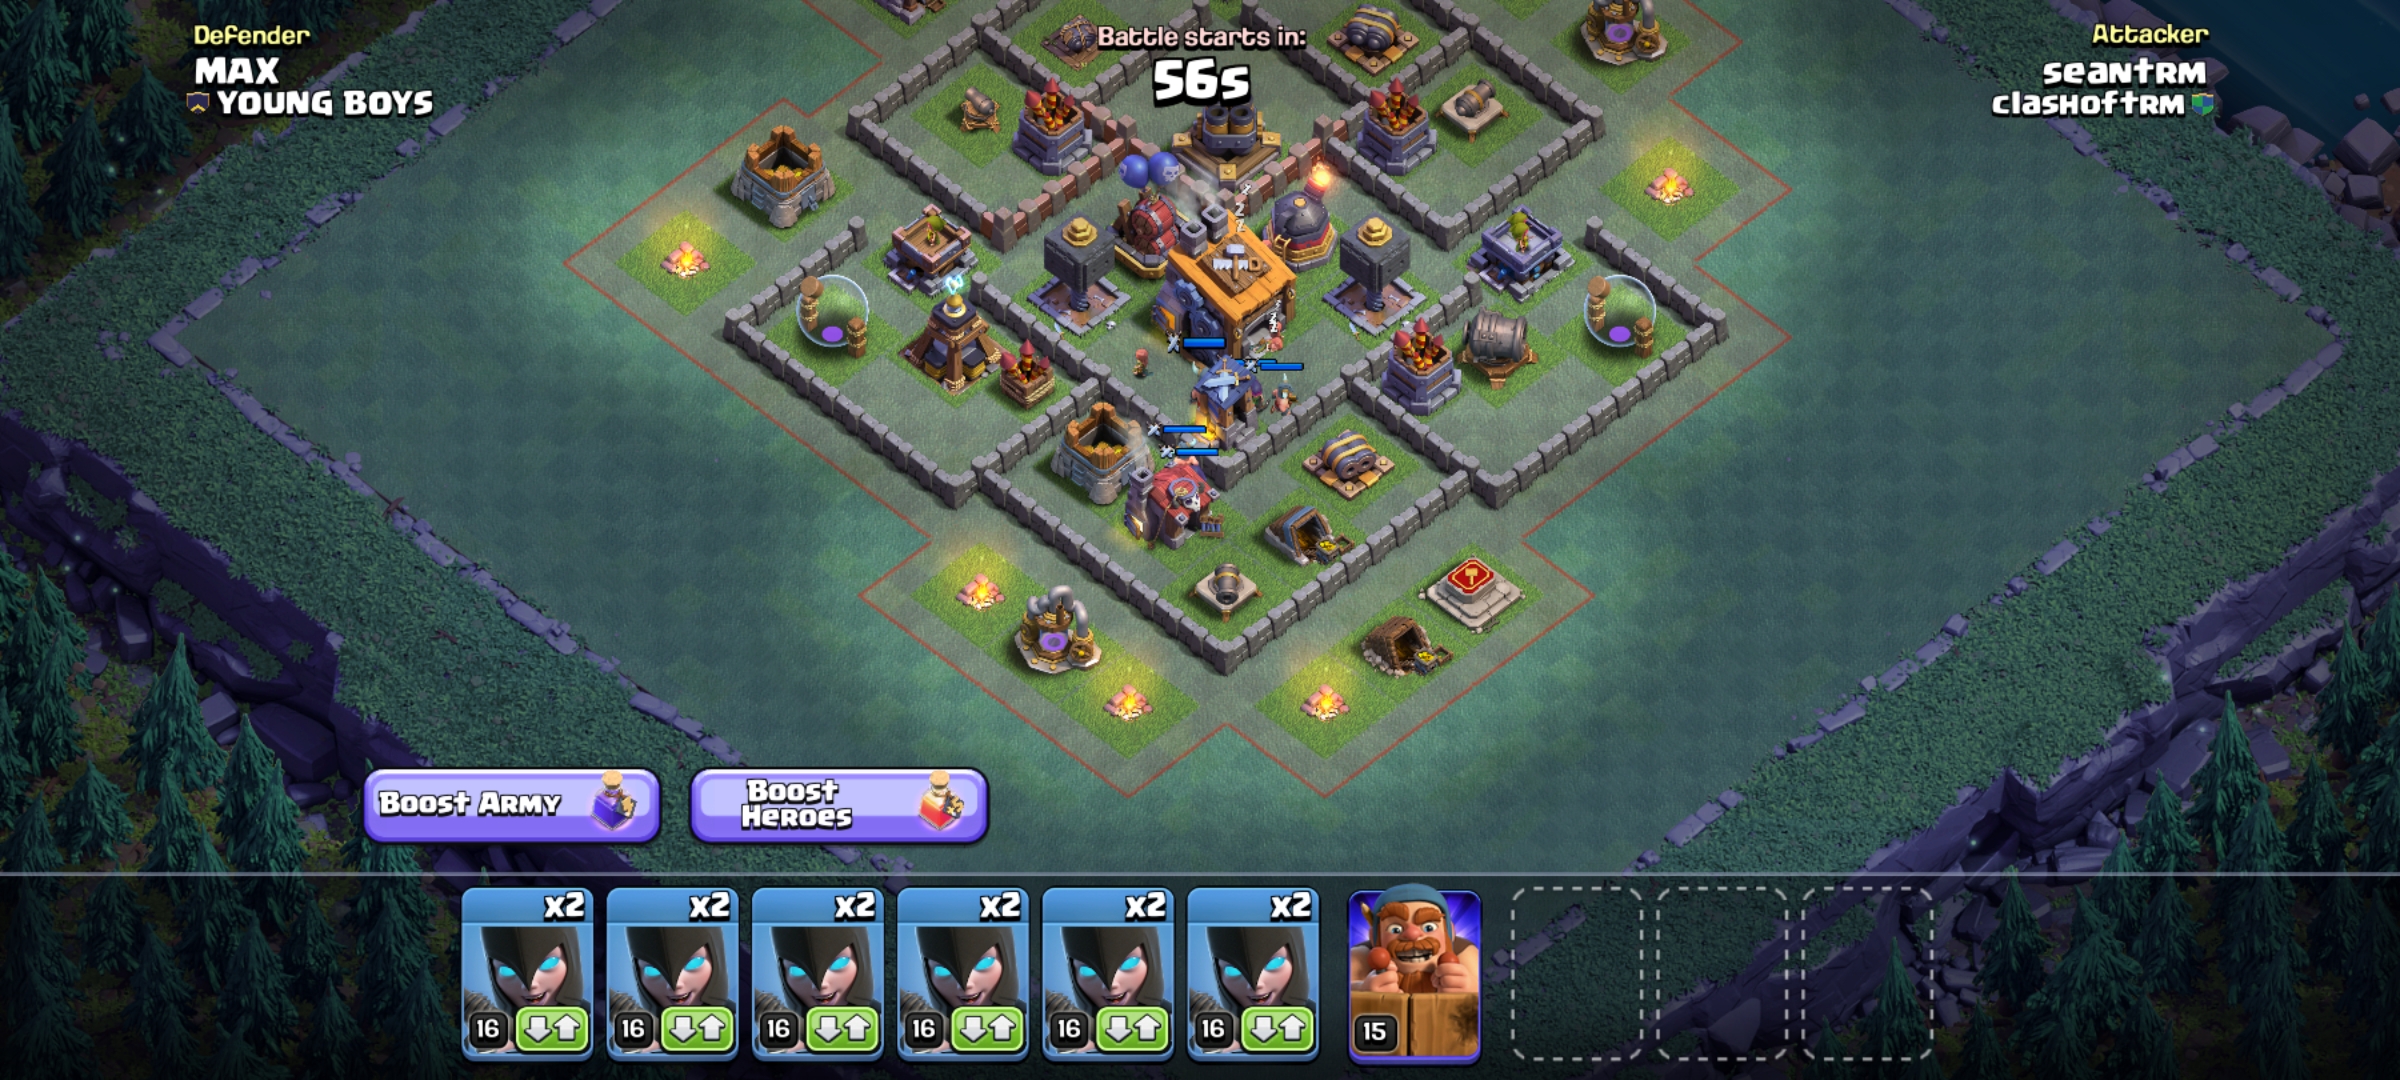 Defender
MAX
YOUNG BOYS
Battle starts in:
56s
Attacker
seantRM
clashoftRM
Boost Army
Boost
Heroes
x2
x2
x2
x2
x2
x2
16
16
16
16
16
16
15